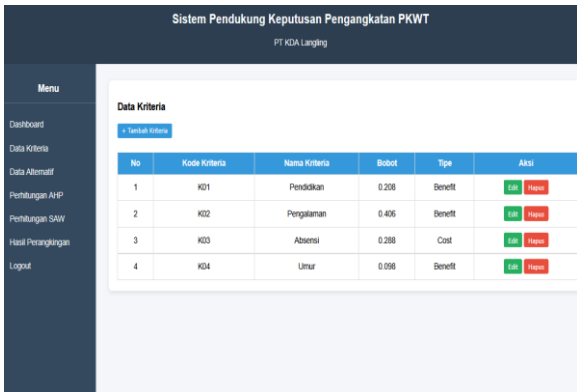 Sistem Pendukung Keputusan Pengangkatan PKWT
PT KDA Langling
Menu
Dashboard
Data Kriteria
Data Alternatif
Perhitungan AHP
Perhitungan SAW
Hasil Perangkingan
Logout
Data Kriteria
+ Tambah Kriteria
No Kode Kriteria Nama Kriteria Bobot Tipe Aksi
1 K01 Pendidikan 0.208 Benefit Edit Hapus
2 K02 Pengalaman 0.406 Benefit Edit Hapus
3 K03 Absensi 0.288 Cost Edit Hapus
4 K04 Umur 0.098 Benefit Edit Hapus